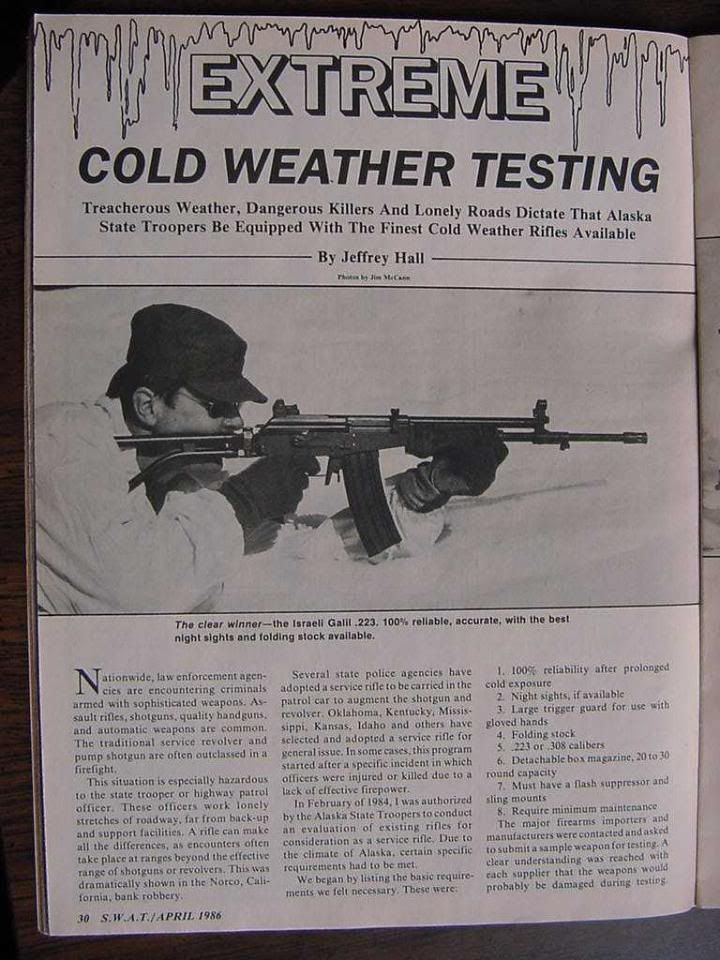 EXTREME
COLD WEATHER TESTING
Treacherous Weather, Dangerous Killers And Lonely Roads Dictate That Alaska
State Troopers Be Equipped With The Finest Cold Weather Rifles Available
By Jeffrey Hall
Photos by Jim McCann
The clear winner—the Israeli Galil .223. 100% reliable, accurate, with the best
night sights and folding stock available.
Nationwide, law enforcement agen-
cies are encountering criminals
armed with sophisticated weapons. As-
sault rifles, shotguns, quality handguns,
and automatic weapons are common.
The traditional service revolver and
pump shotgun are often outclassed in a
firefight.
This situation is especially hazardous
to the state trooper or highway patrol
officer. These officers work lonely
stretches of roadway, far from back-up
and support facilities. A rifle can make
all the differences, as encounters often
take place at ranges beyond the effective
range of shotguns or revolvers. This was
dramatically shown in the Norco, Cali-
fornia, bank robbery.
Several state police agencies have
adopted a service rifle to be carried in the
patrol car to augment the shotgun and
revolver. Oklahoma, Kentucky, Missis-
sippi, Kansas, Idaho and others have
selected and adopted a service rifle for
general issue. In some cases, this program
started after a specific incident in which
officers were injured or killed due to a
lack of effective firepower.
In February of 1984, I was authorized
by the Alaska State Troopers to conduct
an evaluation of existing rifles for
consideration as a service rifle. Due to
the climate of Alaska, certain specific
requirements had to be met.
We began by listing the basic require-
ments we felt necessary. These were:
1. 100% reliability after prolonged
cold exposure
2. Night sights, if available
3. Large trigger guard for use with
gloved hands
4. Folding stock
5. .223 or .308 calibers
6. Detachable box magazine, 20 to 30
round capacity
7. Must have a flash suppressor and
sling mounts
8. Require minimum maintenance
The major firearms importers and
manufacturers were contacted and asked
to submit a sample weapon for testing. A
clear understanding was reached with
each supplier that the weapons would
probably be damaged during testing.
30 S.W.A.T./APRIL 1986